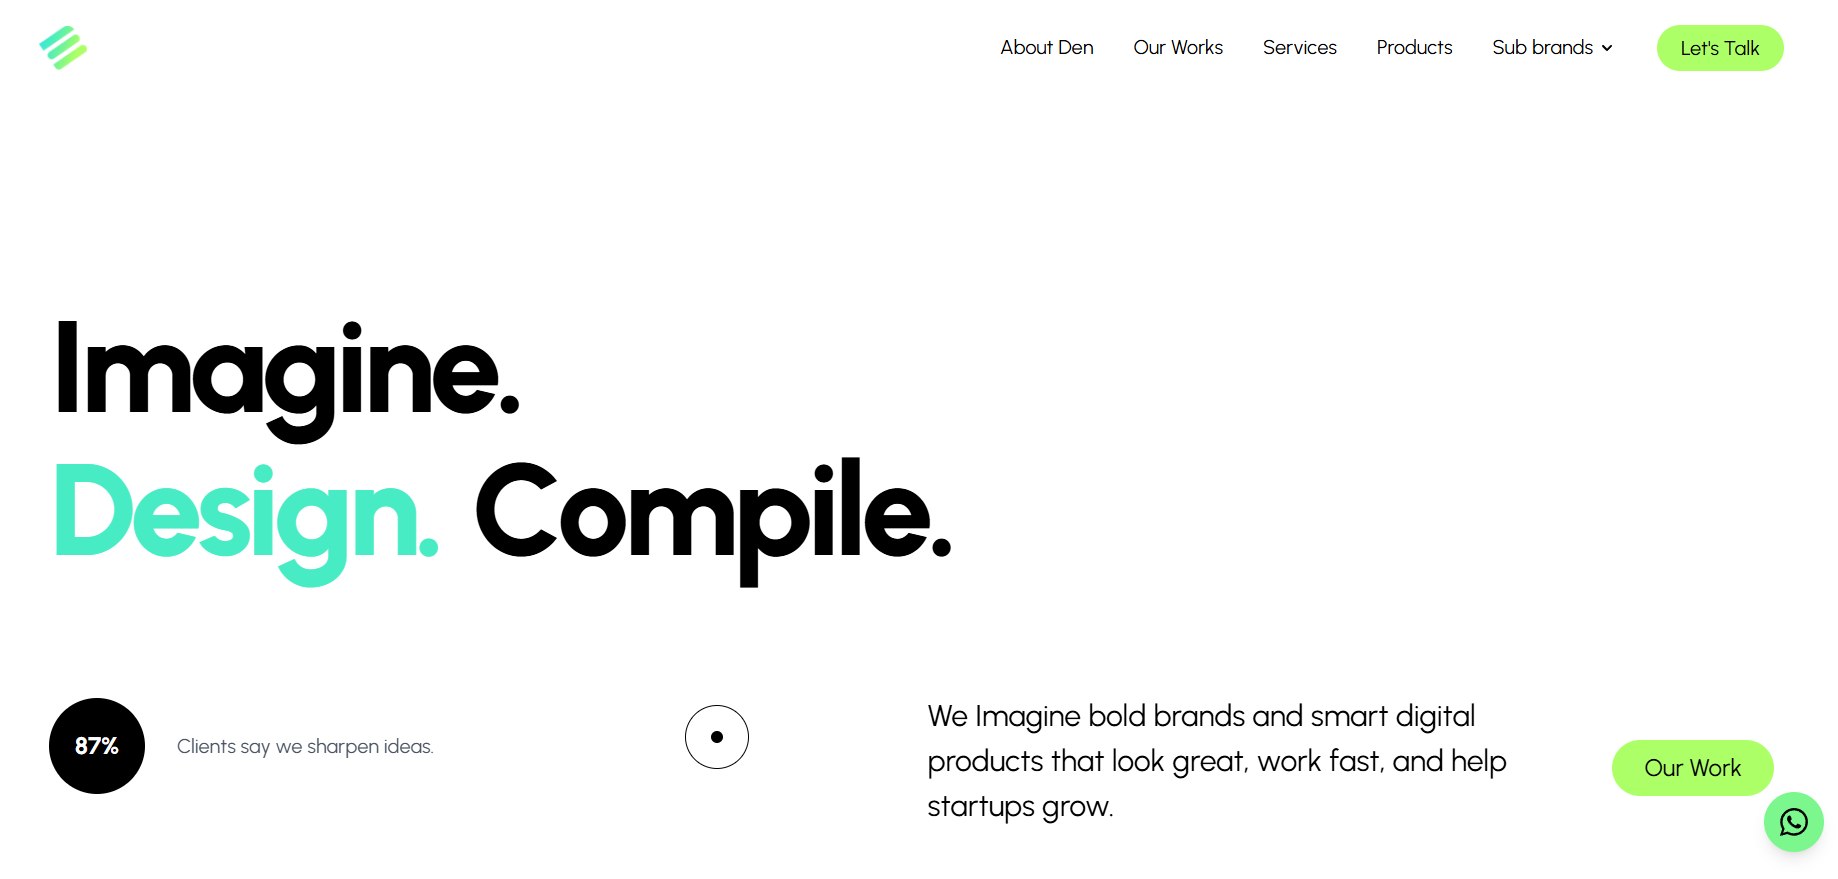 About Den
Our Works
Services
Products
Sub brands
Let's Talk
Imagine.
Design. Compile.
87%
Clients say we sharpen ideas.
We Imagine bold brands and smart digital
products that look great, work fast, and help
startups grow.
Our Work